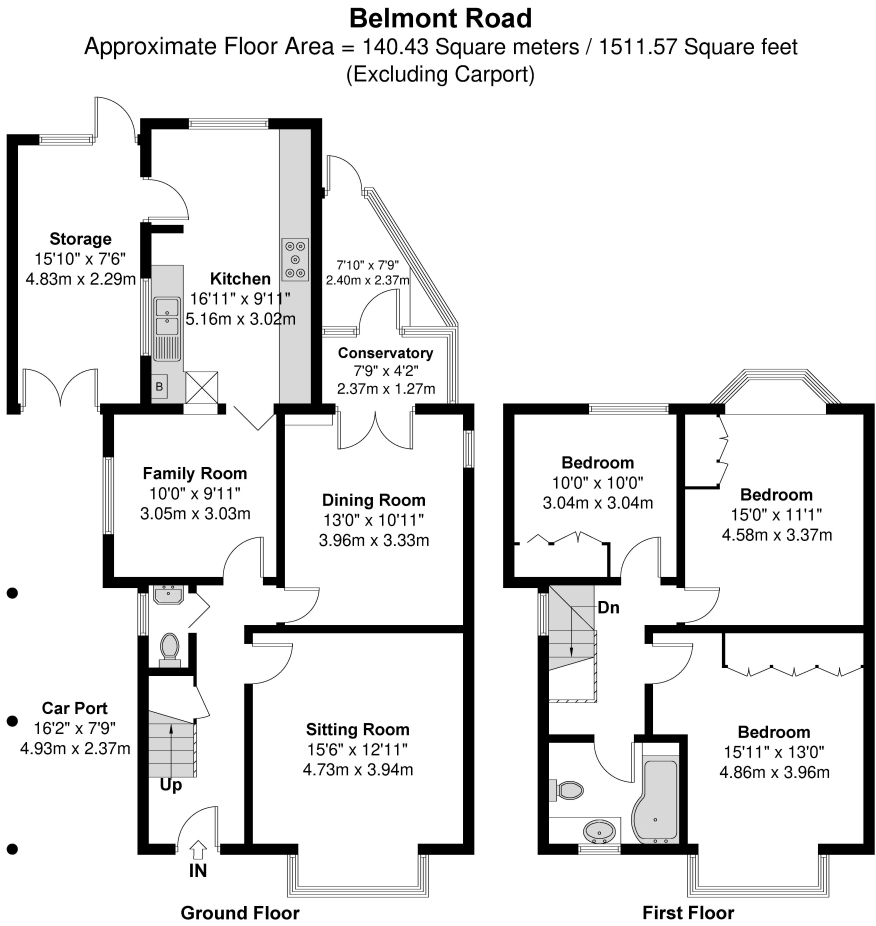 Belmont Road
Approximate Floor Area = 140.43 Square meters / 1511.57 Square feet
(Excluding Carport)
Storage
15'10" x 7'6"
4.83m x 2.29m
Kitchen
16'11" x 9'11"
5.16m x 3.02m
B
7'10" x 7'9"
2.40m x 2.37m
Conservatory
7'9" x 4'2"
2.37m x 1.27m
Family Room
10'0" x 9'11"
3.05m x 3.03m
Dining Room
13'0" x 10'11"
3.96m x 3.33m
Car Port
16'2" x 7'9"
4.93m x 2.37m
Up
Sitting Room
15'6" x 12'11"
4.73m x 3.94m
IN
Ground Floor
Bedroom
10'0" x 10'0"
3.04m x 3.04m
Bedroom
15'0" x 11'1"
4.58m x 3.37m
Dn
Bedroom
15'11" x 13'0"
4.86m x 3.96m
First Floor